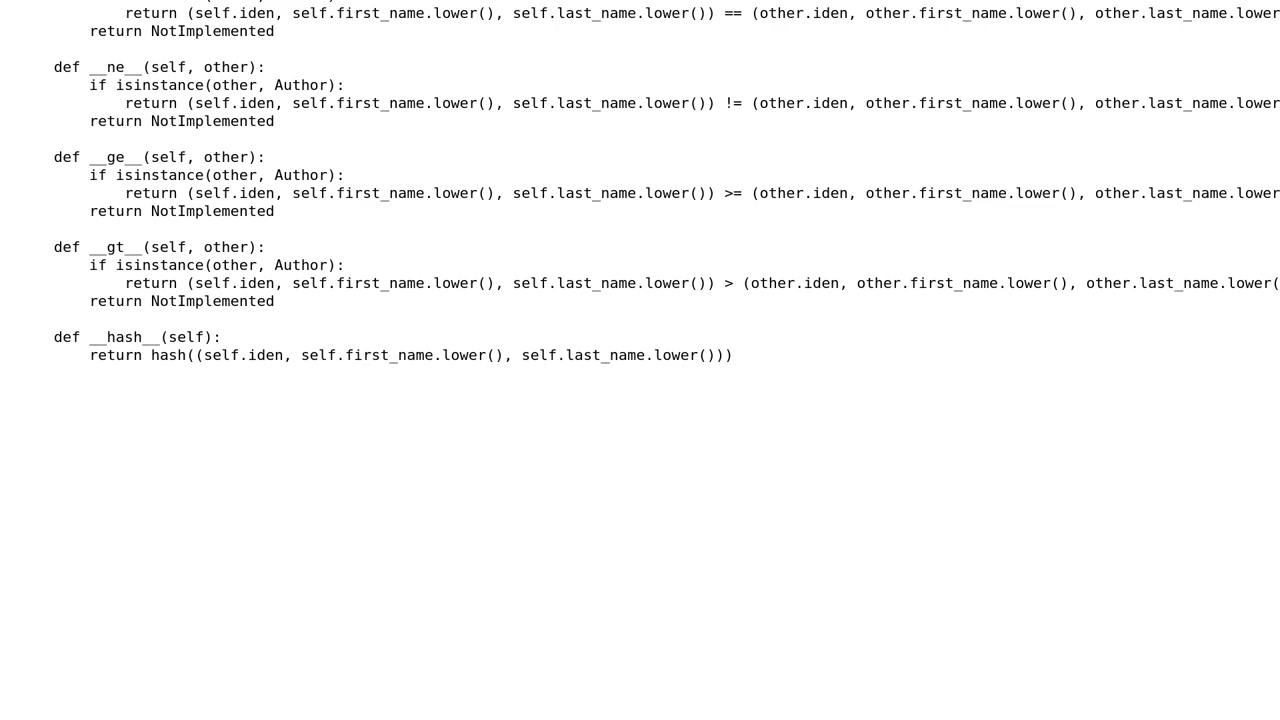 return (self.iden, self.first_name.lower(), self.last_name.lower()) == (other.iden, other.first_name.lower(), other.last_name.lower
return NotImplemented
def __ne__(self, other):
if isinstance(other, Author):
return (self.iden, self.first_name.lower(), self.last_name.lower()) != (other.iden, other.first_name.lower(), other.last_name.lower
return NotImplemented
def __ge__(self, other):
if isinstance(other, Author):
return (self.iden, self.first_name.lower(), self.last_name.lower()) >= (other.iden, other.first_name.lower(), other.last_name.lower
return NotImplemented
def __gt__(self, other):
if isinstance(other, Author):
return (self.iden, self.first_name.lower(), self.last_name.lower()) > (other.iden, other.first_name.lower(), other.last_name.lower(
return NotImplemented
def __hash__(self):
return hash((self.iden, self.first_name.lower(), self.last_name.lower()))